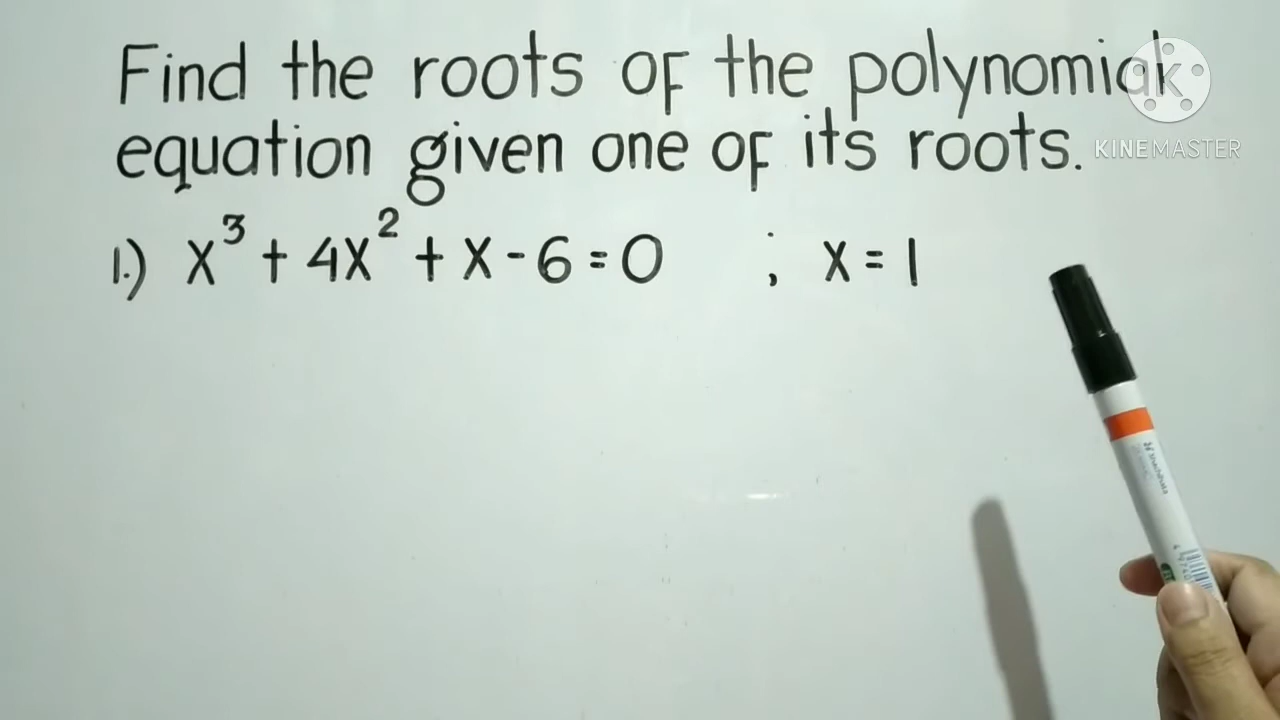 Find the roots of the polynomial
KINEMASTER
equation given one of its roots.
1.) x³ + 4x² + x - 6 = 0 ; x = 1